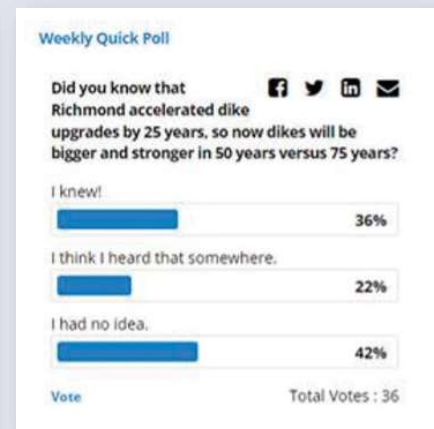 Weekly Quick Poll
Did you know that
Richmond accelerated dike
upgrades by 25 years, so now dikes will be
bigger and stronger in 50 years versus 75 years?
I knew!
36%
I think I heard that somewhere.
22%
I had no idea.
42%
Vote
Total Votes : 36